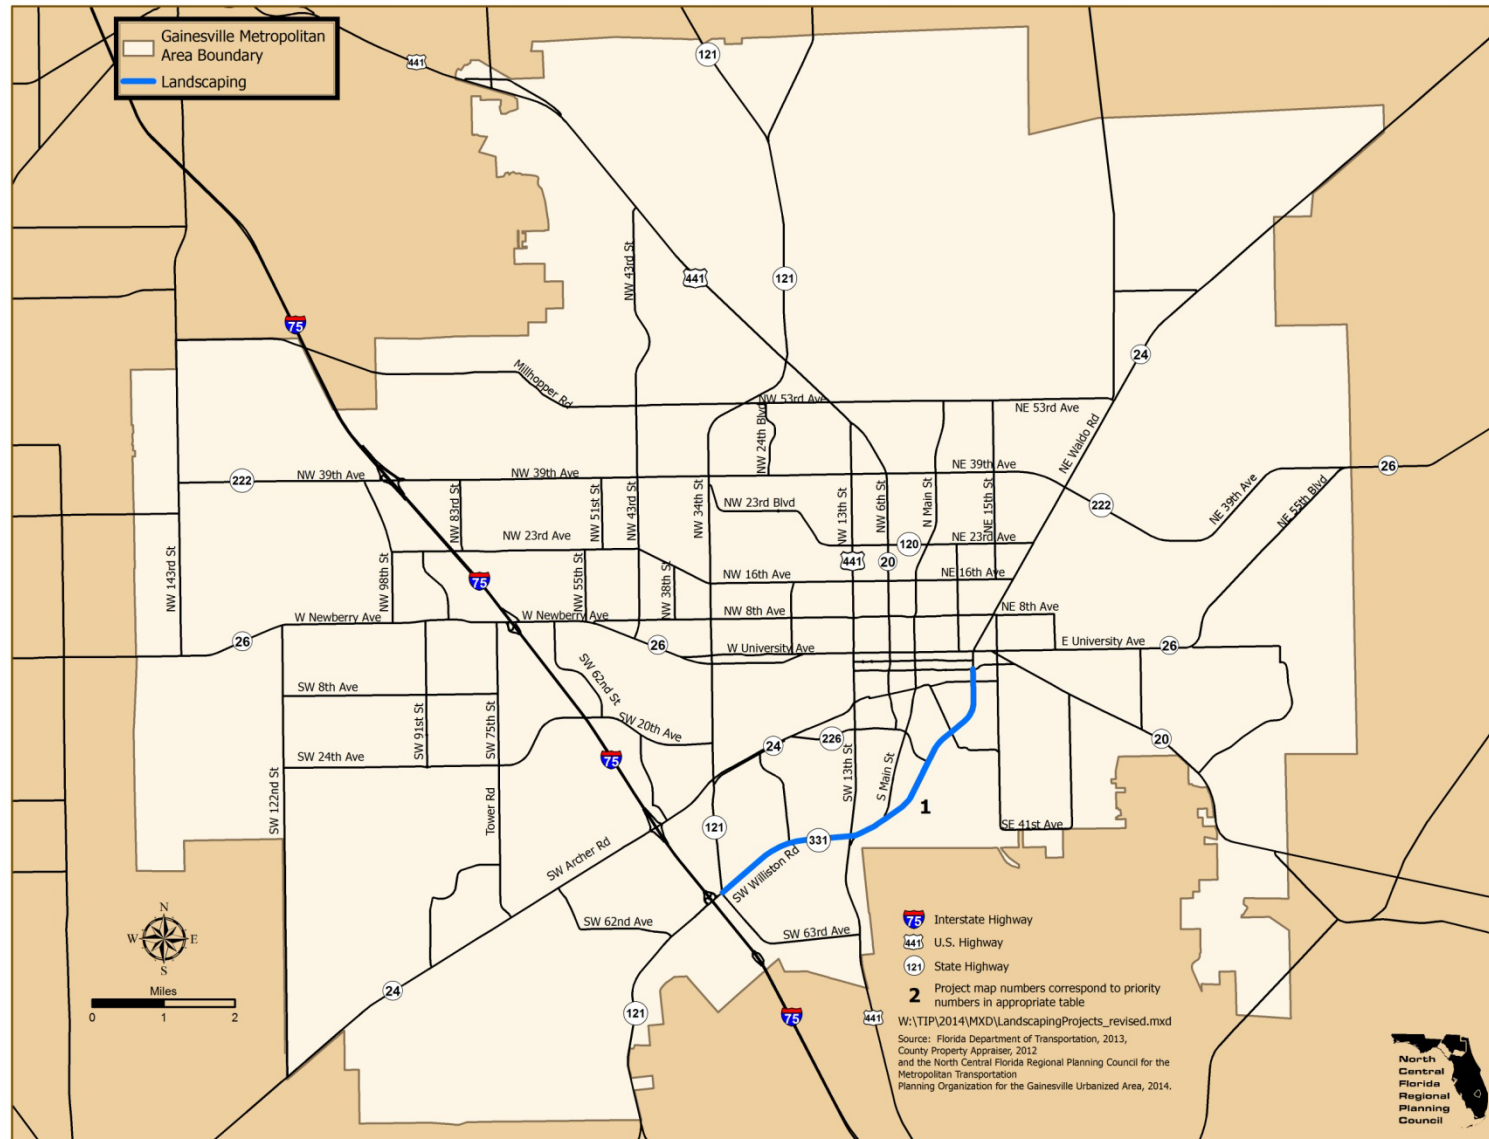 Gainesville Metropolitan
Area Boundary
Landscaping
441
121
75
NW 43rd St
441
121
24
Millhopper Rd
NW 53rd Ave
NE 53rd Ave
NW 24th Blvd
NE Waldo Rd
222
NW 39th Ave
NW 39th Ave
NE 39th Ave
222
NE 39th Ave
NE 55th Blvd
26
NW 83rd St
NW 51st St
NW 43rd St
NW 34th St
NW 23rd Blvd
NW 13th St
NW 6th St
N Main St
NE 15th St
NW 23rd Ave
120
NE 23rd Ave
NW 143rd St
NW 98th St
75
NW 55th St
NW 38th St
NW 16th Ave
441
20
NE 16th Ave
W Newberry Ave
W Newberry Ave
NW 8th Ave
NE 8th Ave
26
26
W University Ave
E University Ave
26
SW 8th Ave
SW 62nd St
SW 91st St
SW 75th St
SW 20th Ave
24
226
20
SW 24th Ave
75
SW 122nd St
Tower Rd
SW 13th St
S Main St
1
SE 41st Ave
121
331
SW Archer Rd
SW Williston Rd
SW 62nd Ave
SW 63rd Ave
24
121
75
441
N
W
E
S
Miles
0
1
2
75
Interstate Highway
441
U.S. Highway
121
State Highway
2
Project map numbers correspond to priority
numbers in appropriate table
W:\TIP\2014\MXD\LandscapingProjects_revised.mxd
Source: Florida Department of Transportation, 2013,
County Property Appraiser, 2012
and the North Central Florida Regional Planning Council for the
Metropolitan Transportation
Planning Organization for the Gainesville Urbanized Area, 2014.
North
Central
Florida
Regional
Planning
Council